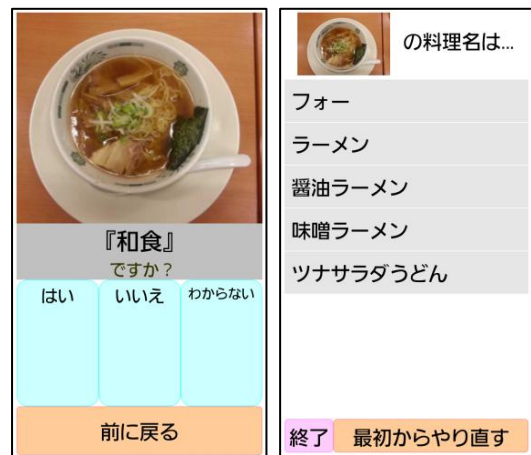 『和食』
ですか？
はい いいえ わからない
前に戻る
の料理名は...
フォー
ラーメン
醤油ラーメン
味噌ラーメン
ツナサラダうどん
終了 最初からやり直す